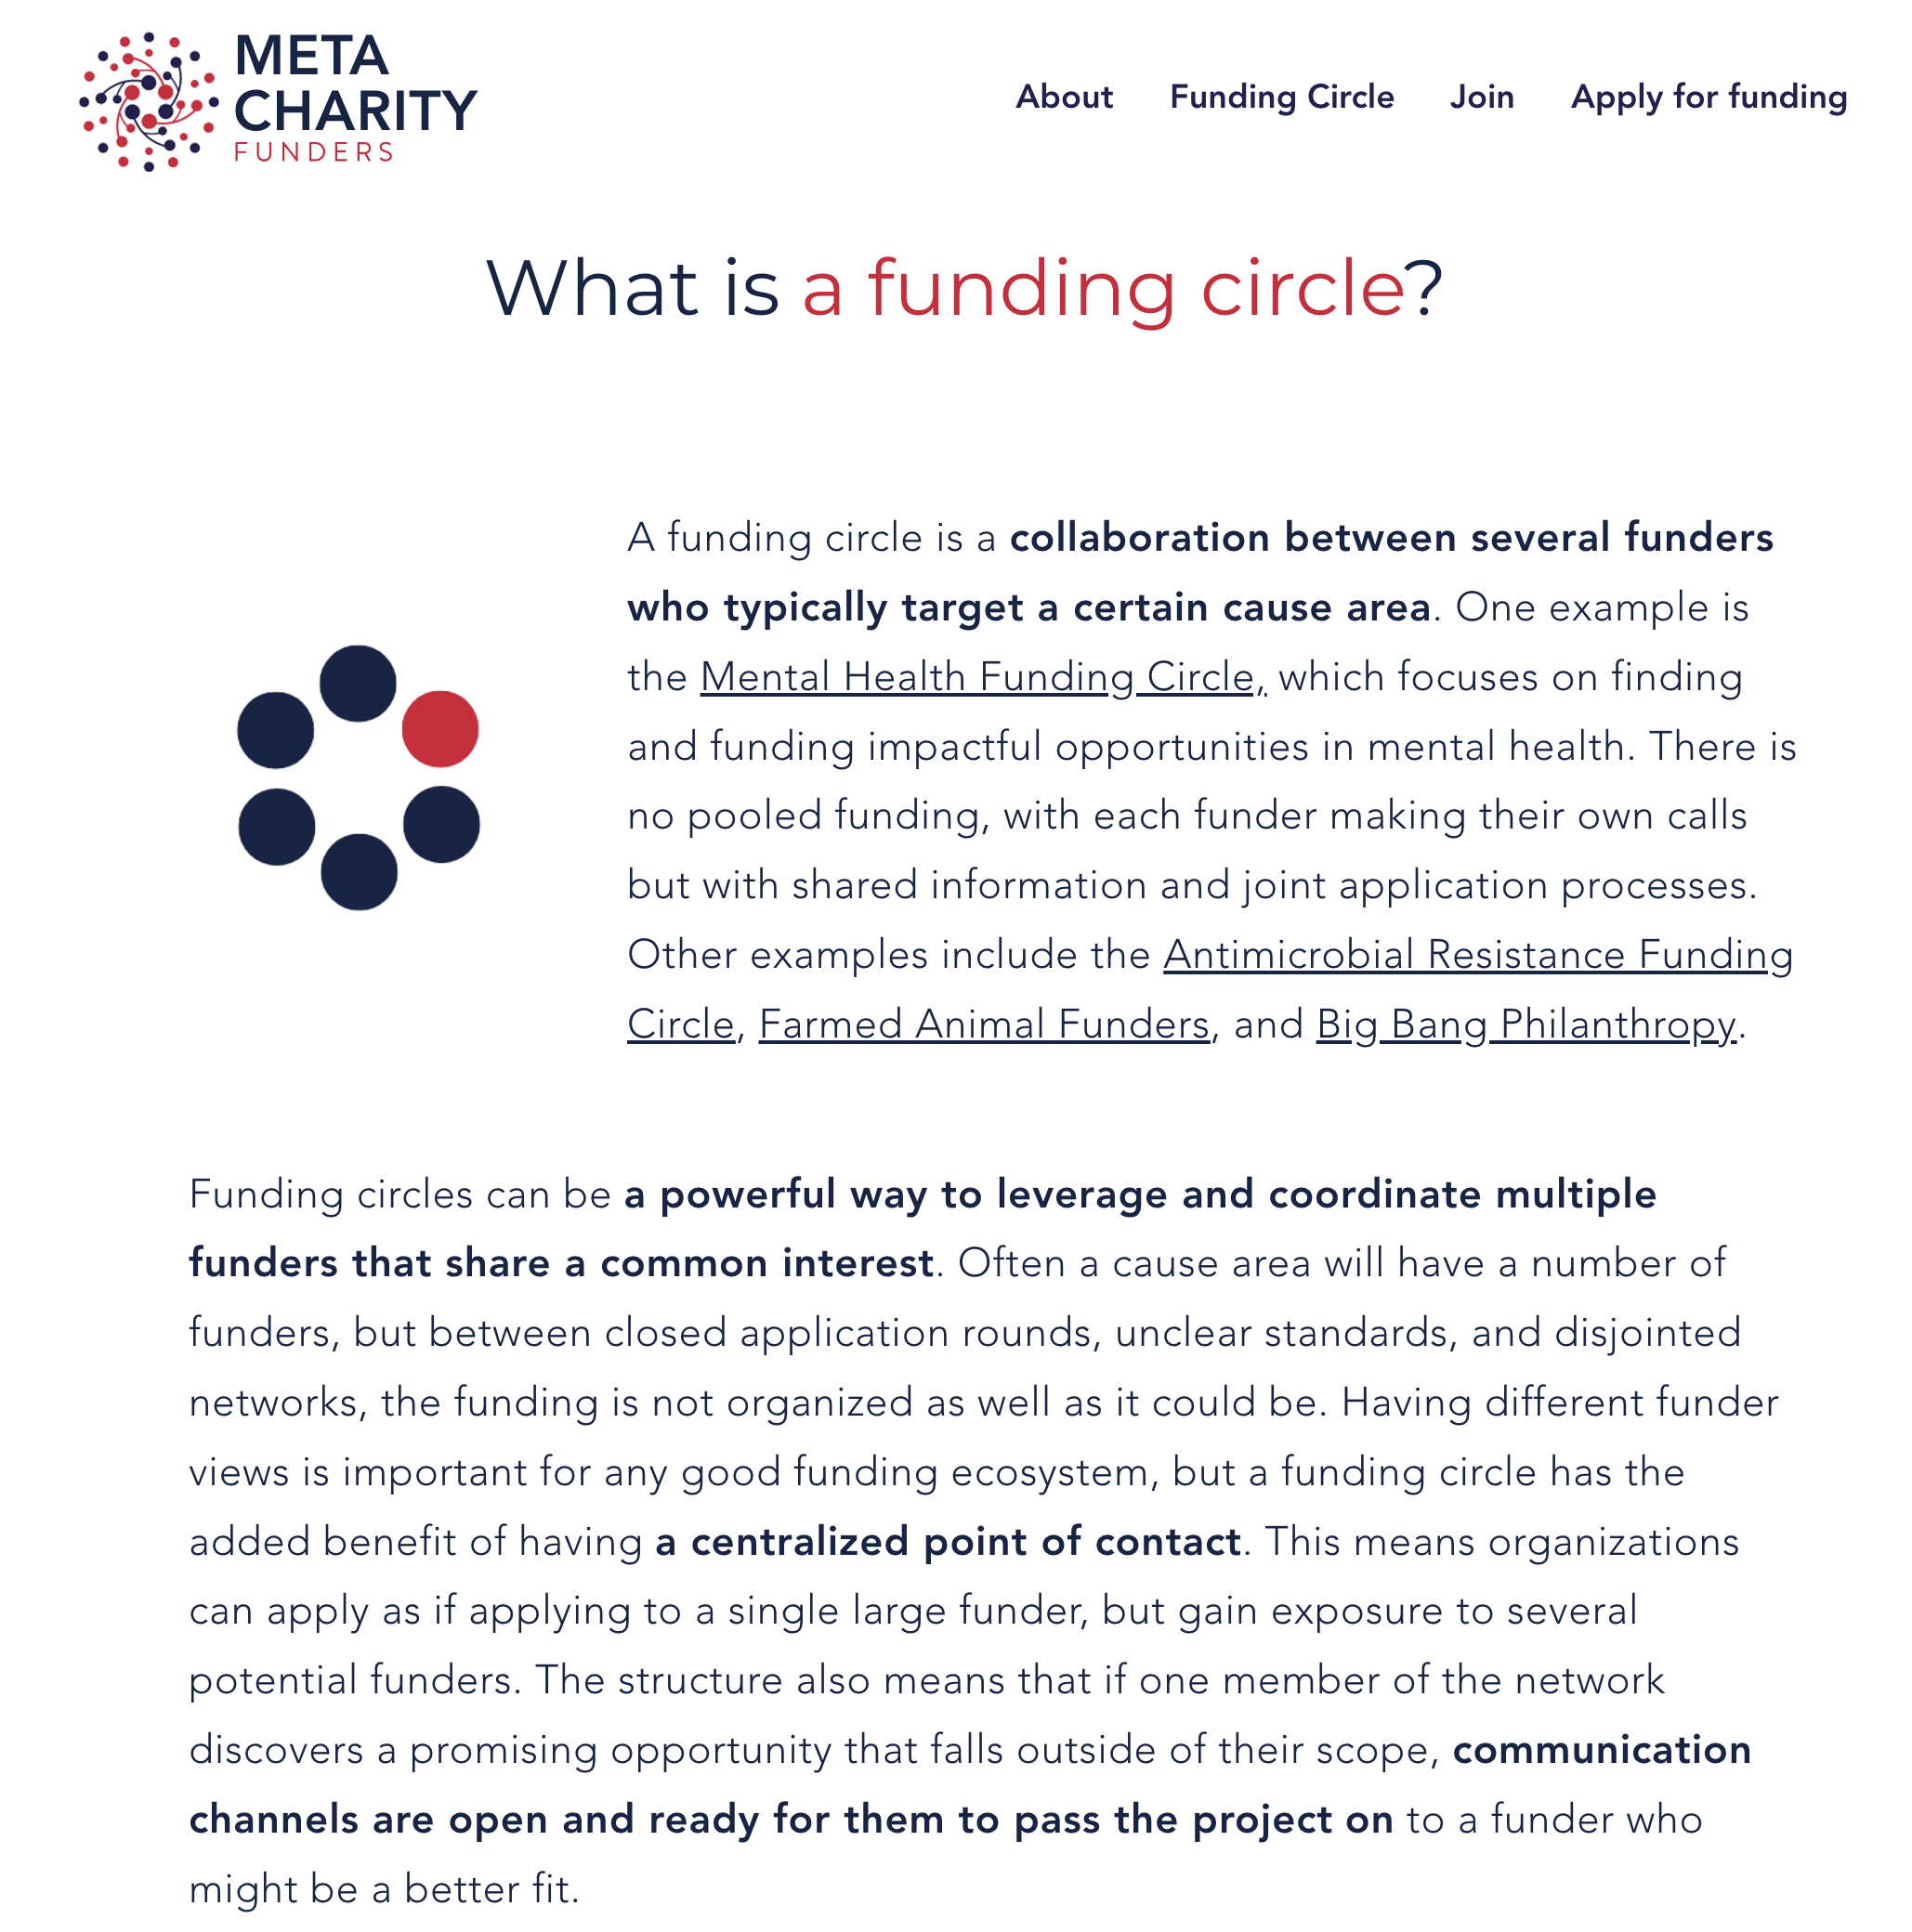 META
CHARITY
FUNDERS
About Funding Circle Join Apply for funding
What is a funding circle?
A funding circle is a collaboration between several funders
who typically target a certain cause area. One example is
the Mental Health Funding Circle, which focuses on finding
and funding impactful opportunities in mental health. There is
no pooled funding, with each funder making their own calls
but with shared information and joint application processes.
Other examples include the Antimicrobial Resistance Funding
Circle, Farmed Animal Funders, and Big Bang Philanthropy.
Funding circles can be a powerful way to leverage and coordinate multiple
funders that share a common interest. Often a cause area will have a number of
funders, but between closed application rounds, unclear standards, and disjointed
networks, the funding is not organized as well as it could be. Having different funder
views is important for any good funding ecosystem, but a funding circle has the
added benefit of having a centralized point of contact. This means organizations
can apply as if applying to a single large funder, but gain exposure to several
potential funders. The structure also means that if one member of the network
discovers a promising opportunity that falls outside of their scope, communication
channels are open and ready for them to pass the project on to a funder who
might be a better fit.